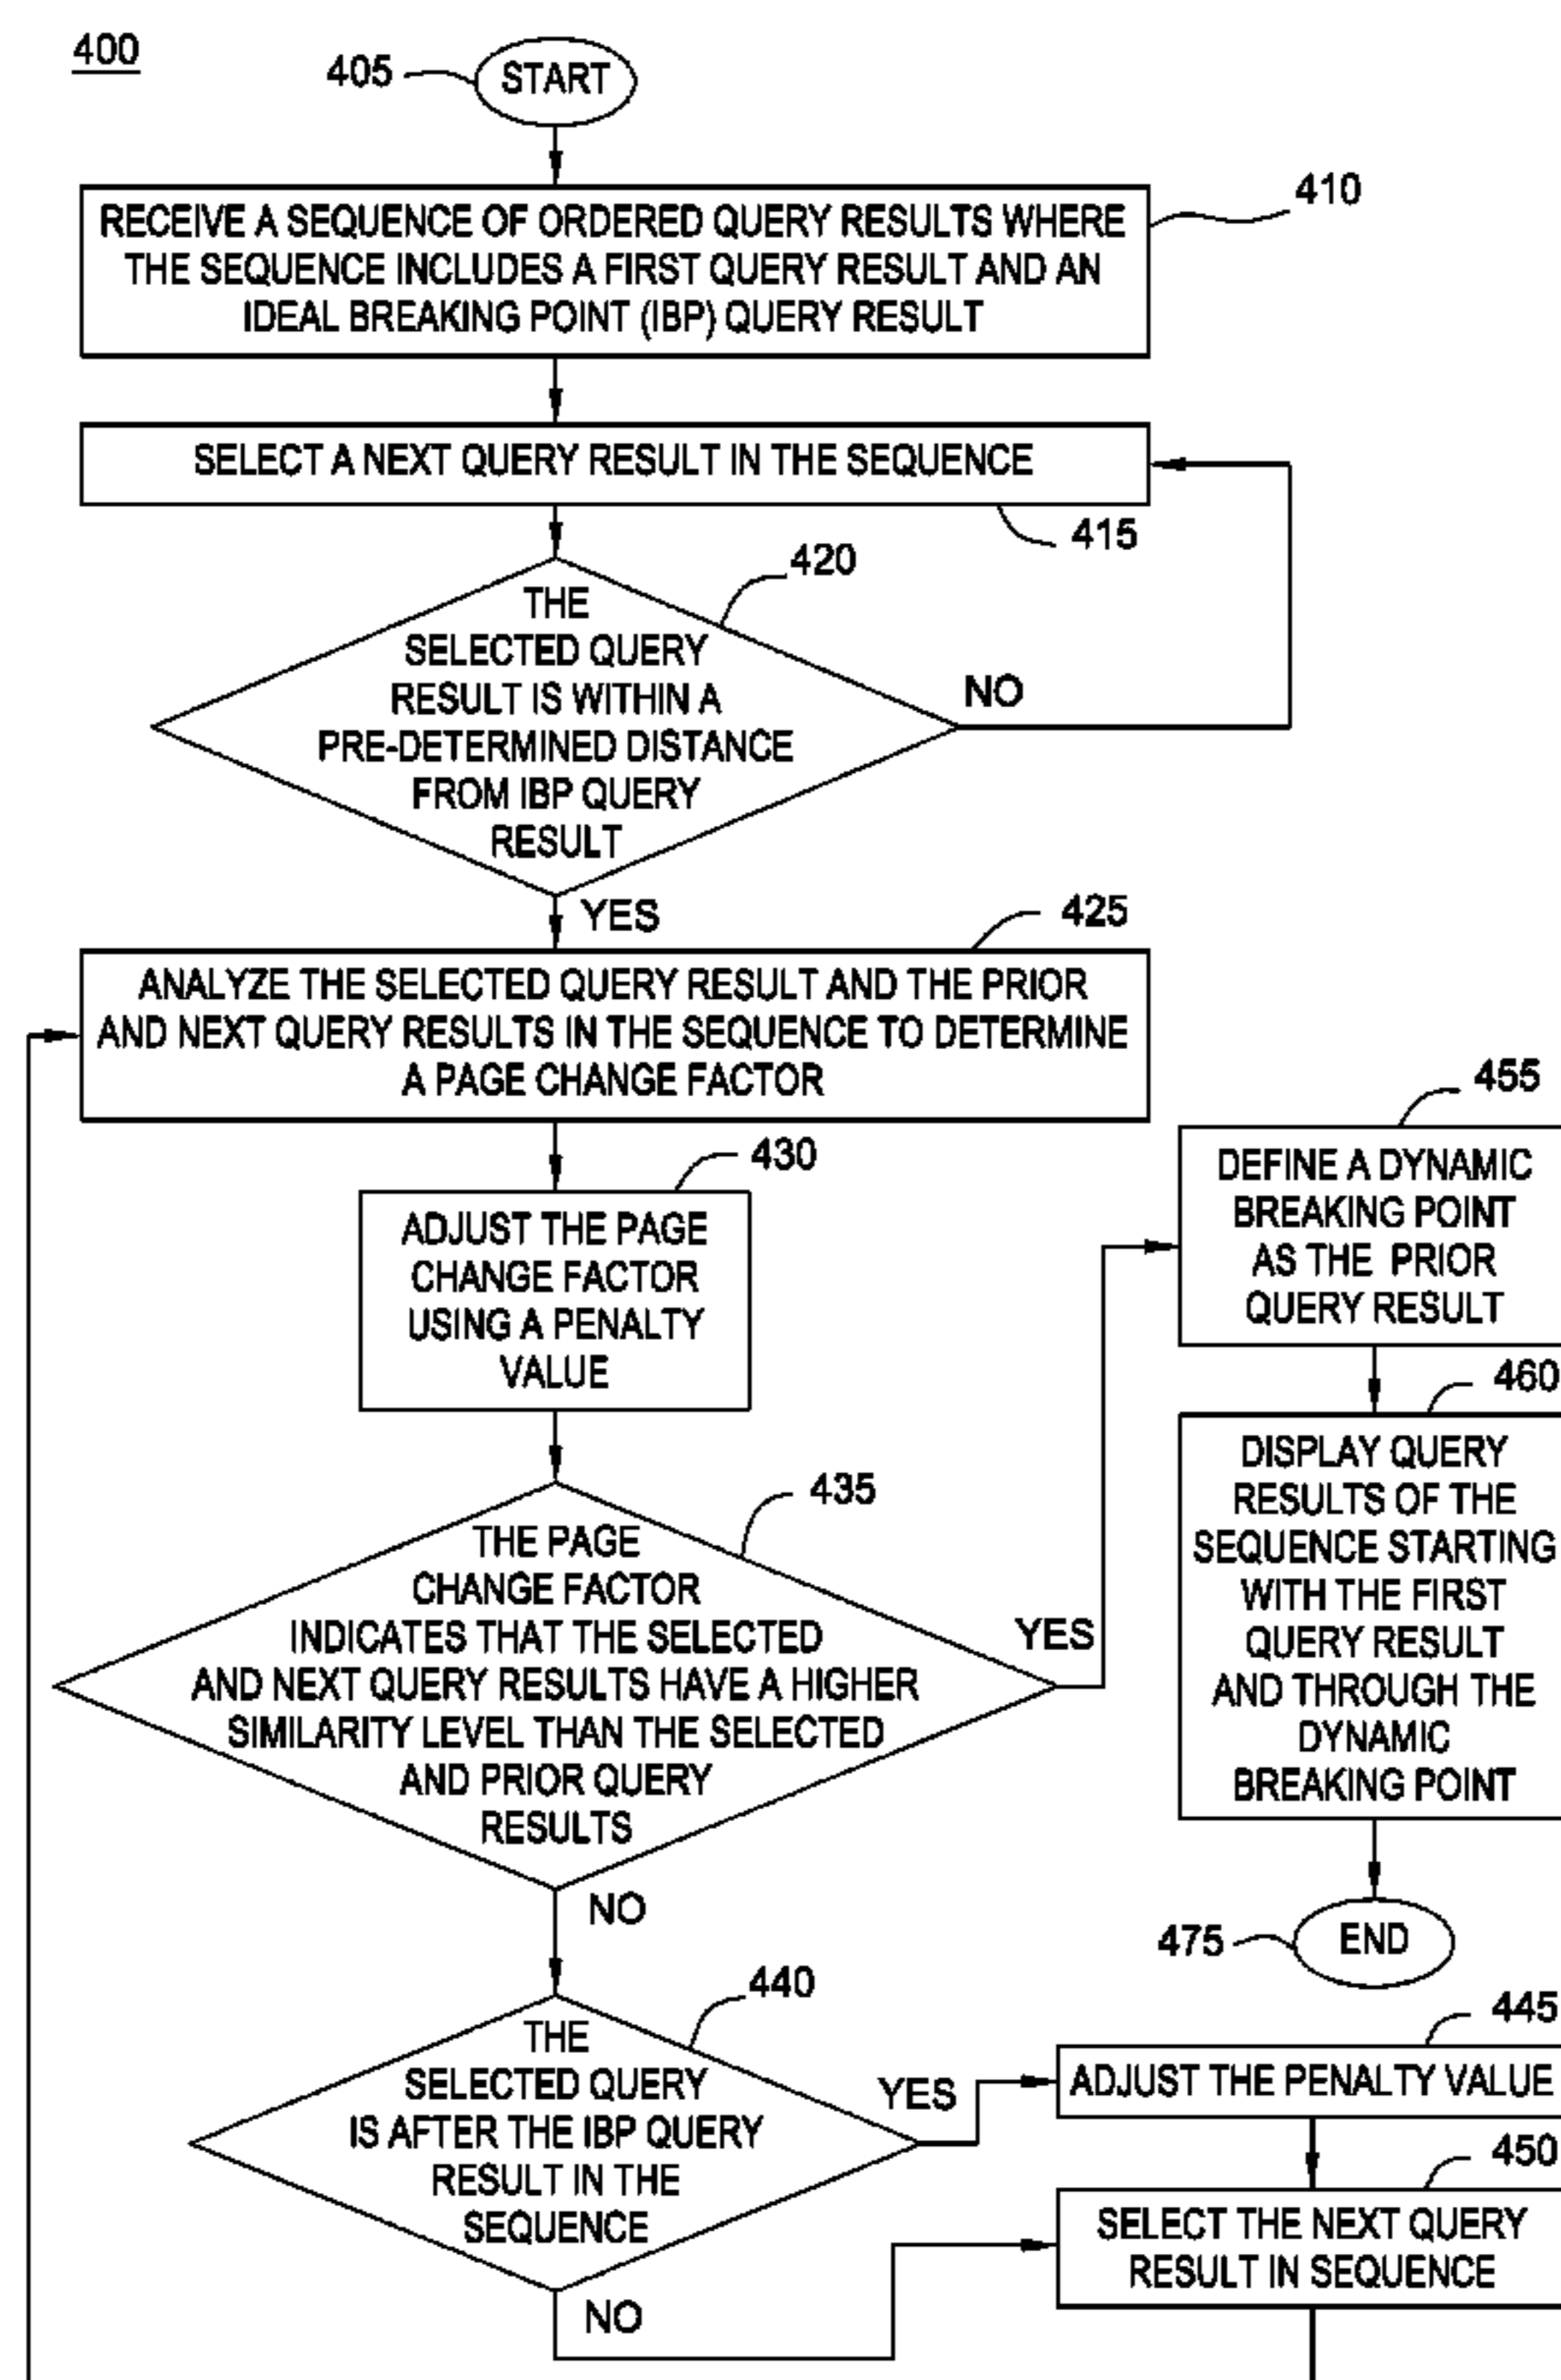 400
405
START
410
RECEIVE A SEQUENCE OF ORDERED QUERY RESULTS WHERE
THE SEQUENCE INCLUDES A FIRST QUERY RESULT AND AN
IDEAL BREAKING POINT (IBP) QUERY RESULT
SELECT A NEXT QUERY RESULT IN THE SEQUENCE
415
420
THE
SELECTED QUERY
RESULT IS WITHIN A
PRE-DETERMINED DISTANCE
FROM IBP QUERY
RESULT
NO
YES
425
ANALYZE THE SELECTED QUERY RESULT AND THE PRIOR
AND NEXT QUERY RESULTS IN THE SEQUENCE TO DETERMINE
A PAGE CHANGE FACTOR
430
ADJUST THE PAGE
CHANGE FACTOR
USING A PENALTY
VALUE
435
THE PAGE
CHANGE FACTOR
INDICATES THAT THE SELECTED
AND NEXT QUERY RESULTS HAVE A HIGHER
SIMILARITY LEVEL THAN THE SELECTED
AND PRIOR QUERY
RESULTS
YES
NO
455
DEFINE A DYNAMIC
BREAKING POINT
AS THE PRIOR
QUERY RESULT
460
DISPLAY QUERY
RESULTS OF THE
SEQUENCE STARTING
WITH THE FIRST
QUERY RESULT
AND THROUGH THE
DYNAMIC
BREAKING POINT
475
END
440
THE
SELECTED QUERY
IS AFTER THE IBP QUERY
RESULT IN THE
SEQUENCE
YES
NO
445
ADJUST THE PENALTY VALUE
450
SELECT THE NEXT QUERY
RESULT IN SEQUENCE